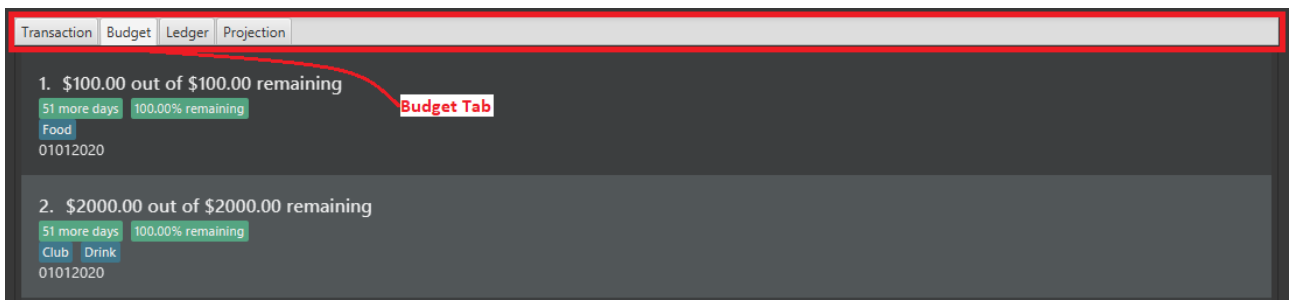 Transaction Budget Ledger Projection
1. $100.00 out of $100.00 remaining
51 more days 100.00% remaining
Budget Tab
Food
01012020
2. $2000.00 out of $2000.00 remaining
51 more days 100.00% remaining
Club Drink
01012020